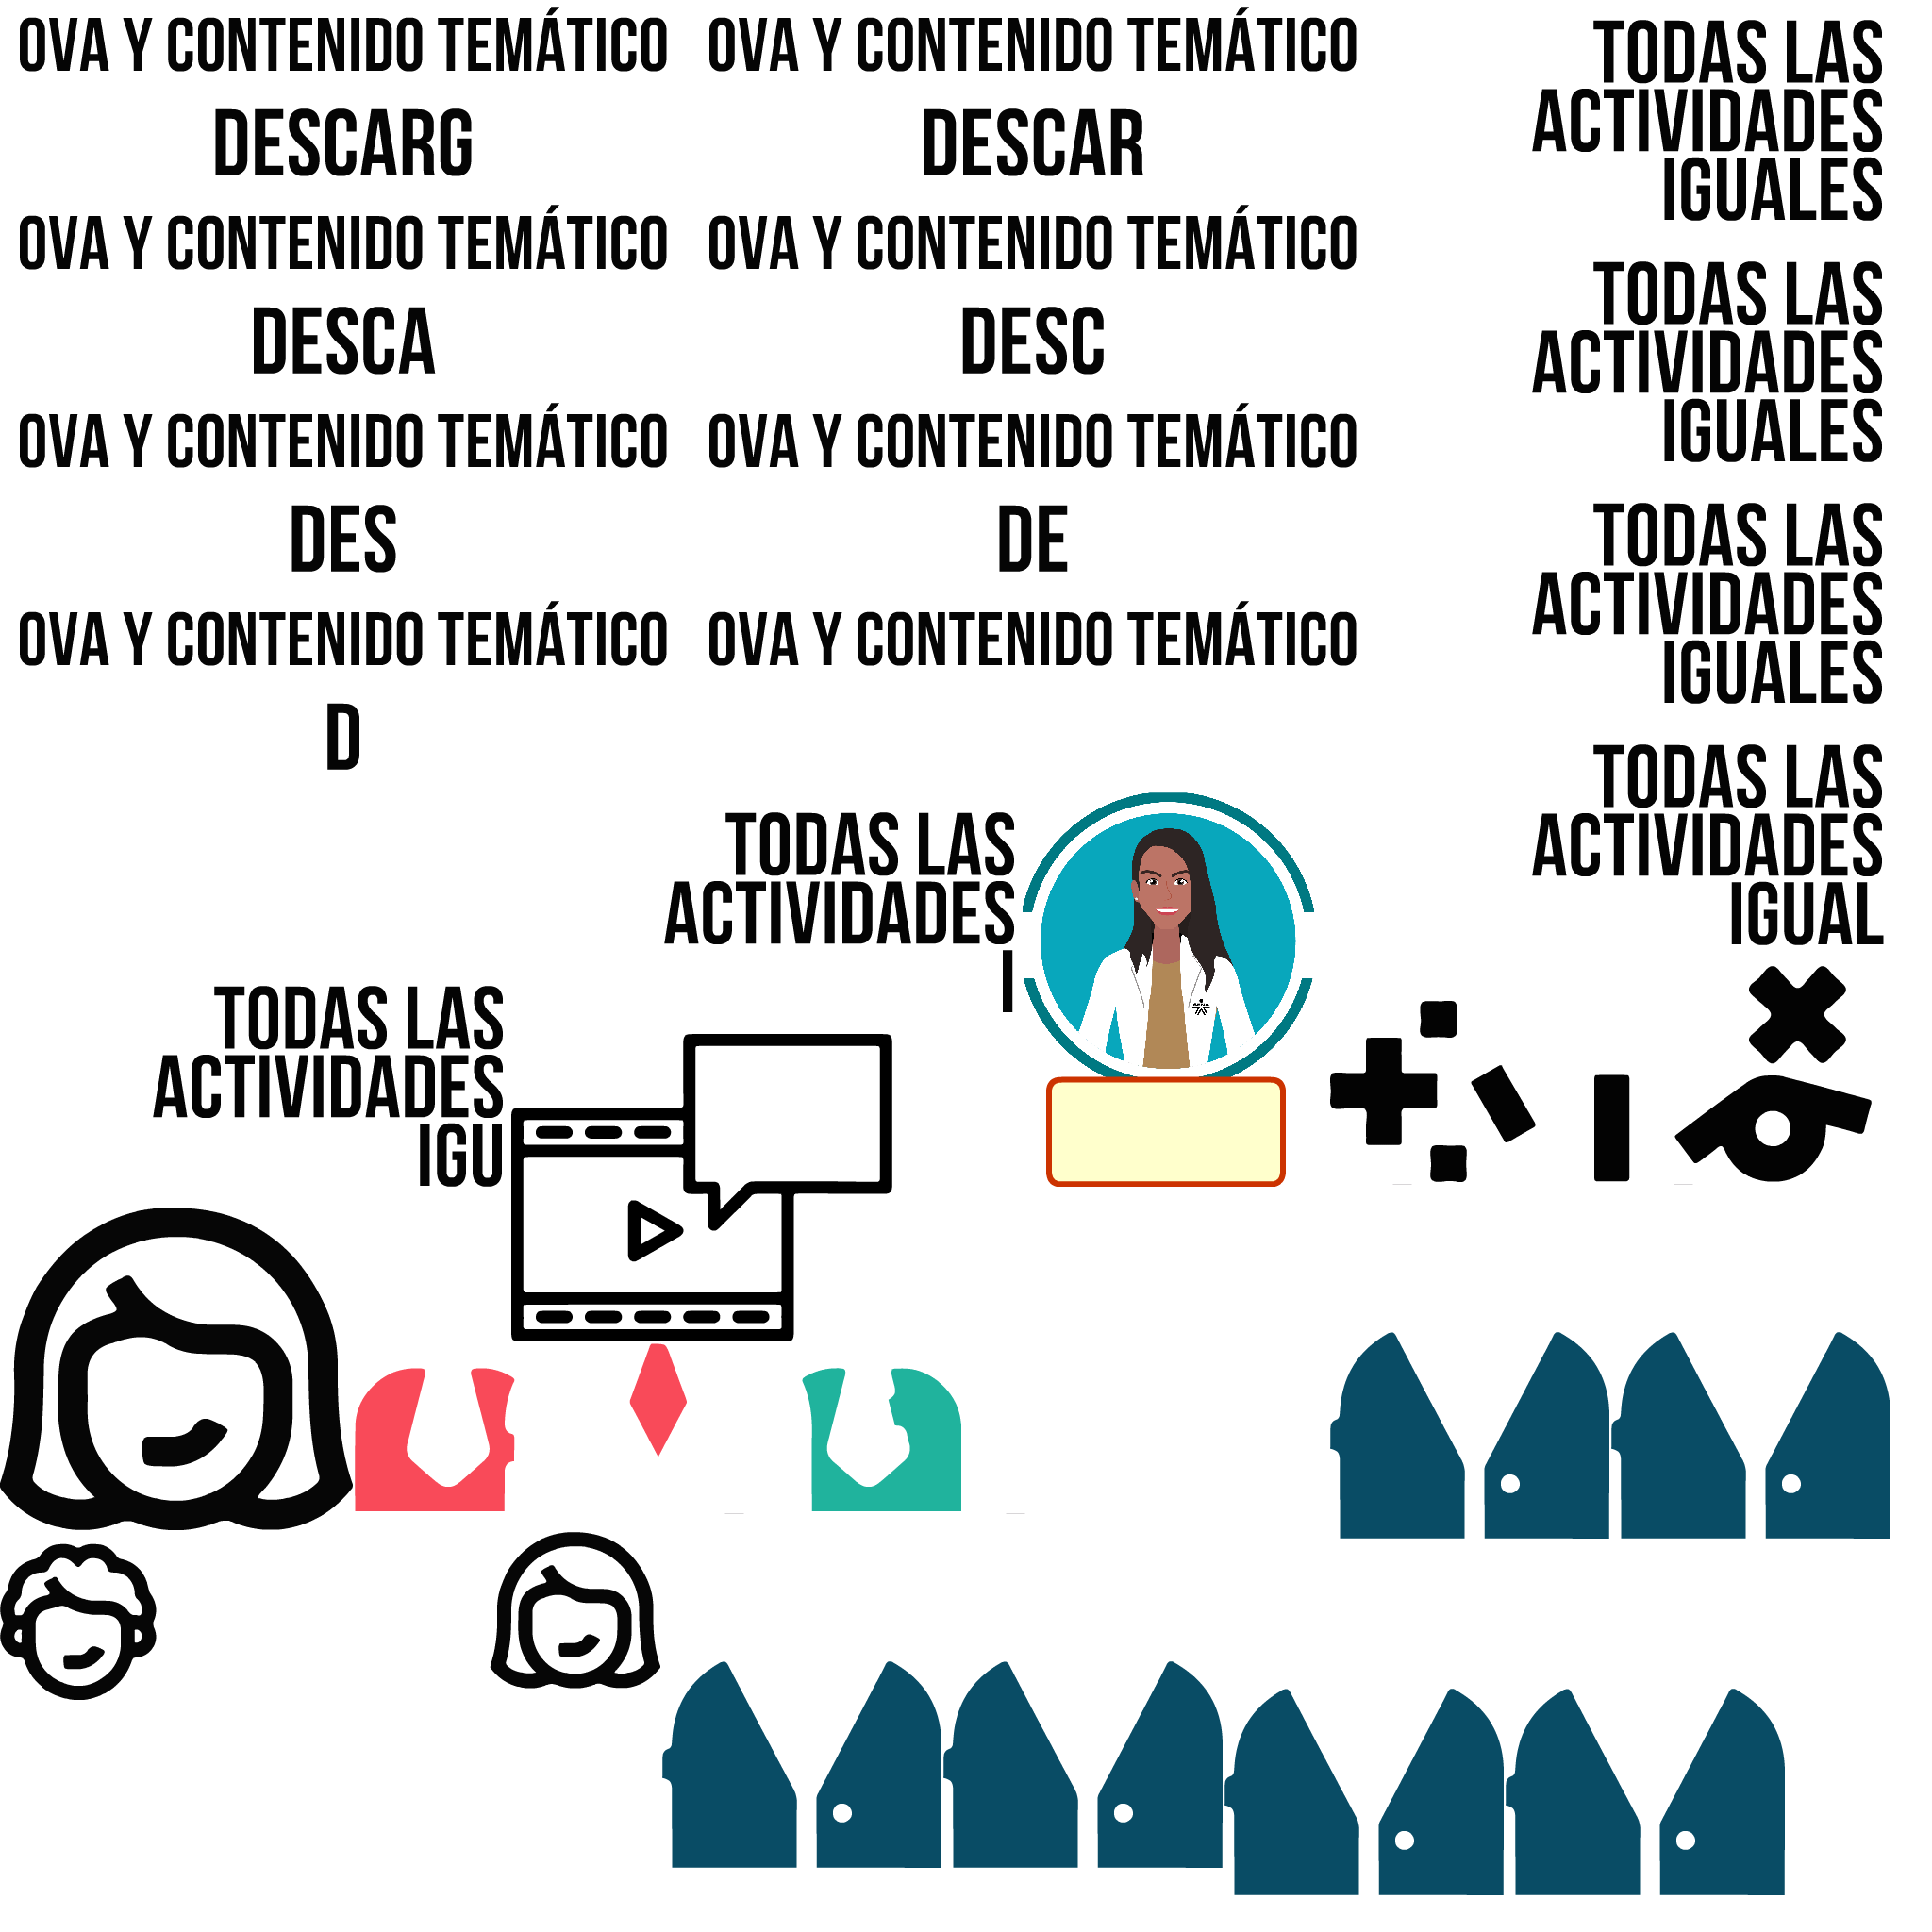 OVA Y CONTENIDO TEMÁTICO
DESCARG
OVA Y CONTENIDO TEMÁTICO
DESCAR
TODAS LAS
ACTIVIDADES
IGUALES
OVA Y CONTENIDO TEMÁTICO
DESCA
OVA Y CONTENIDO TEMÁTICO
DESC
TODAS LAS
ACTIVIDADES
IGUALES
OVA Y CONTENIDO TEMÁTICO
DES
OVA Y CONTENIDO TEMÁTICO
DE
TODAS LAS
ACTIVIDADES
IGUALES
OVA Y CONTENIDO TEMÁTICO
D
OVA Y CONTENIDO TEMÁTICO
TODAS LAS
ACTIVIDADES
IGUAL
TODAS LAS
ACTIVIDADES
I
TODAS LAS
ACTIVIDADES
IGU